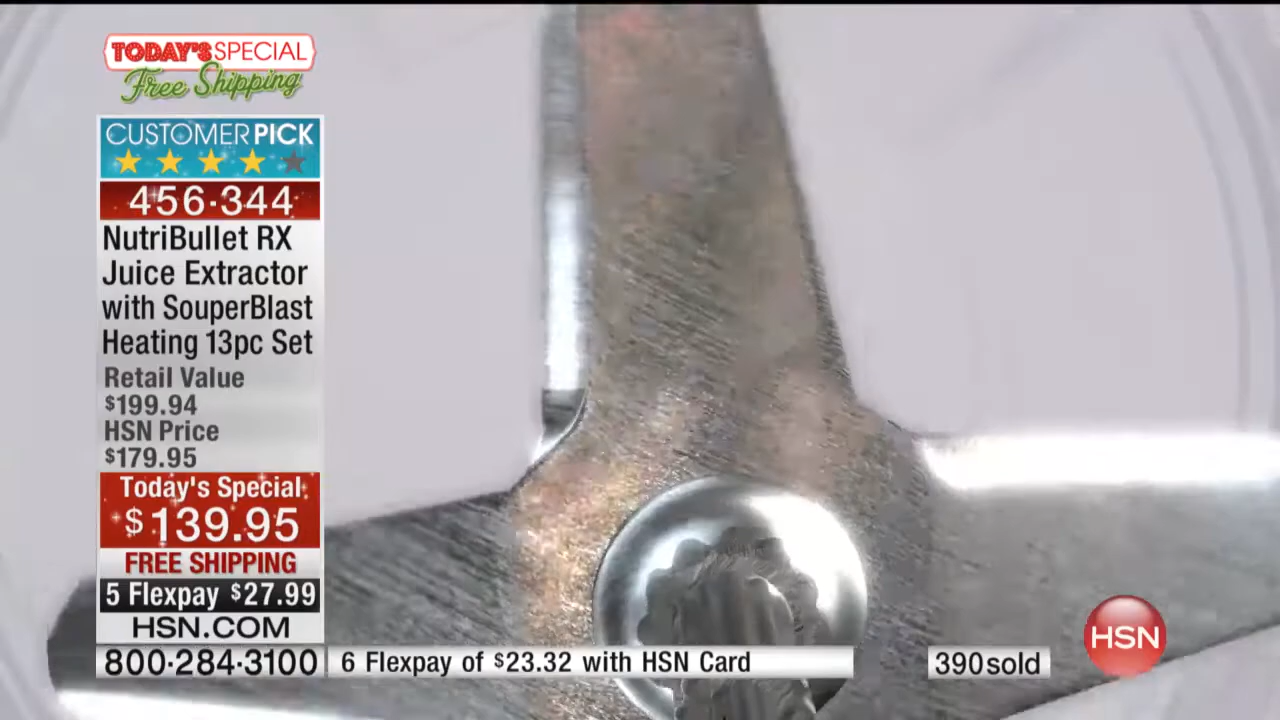 TODAY'S SPECIAL
Free Shipping
CUSTOMER PICK
456·344
NutriBullet RX
Juice Extractor
with SouperBlast
Heating 13pc Set
Retail Value
$199.94
HSN Price
$179.95
Today's Special
$139.95
FREE SHIPPING
5 Flexpay $27.99
HSN.COM
800·284·3100
6 Flexpay of $23.32 with HSN Card
390 sold
HSN